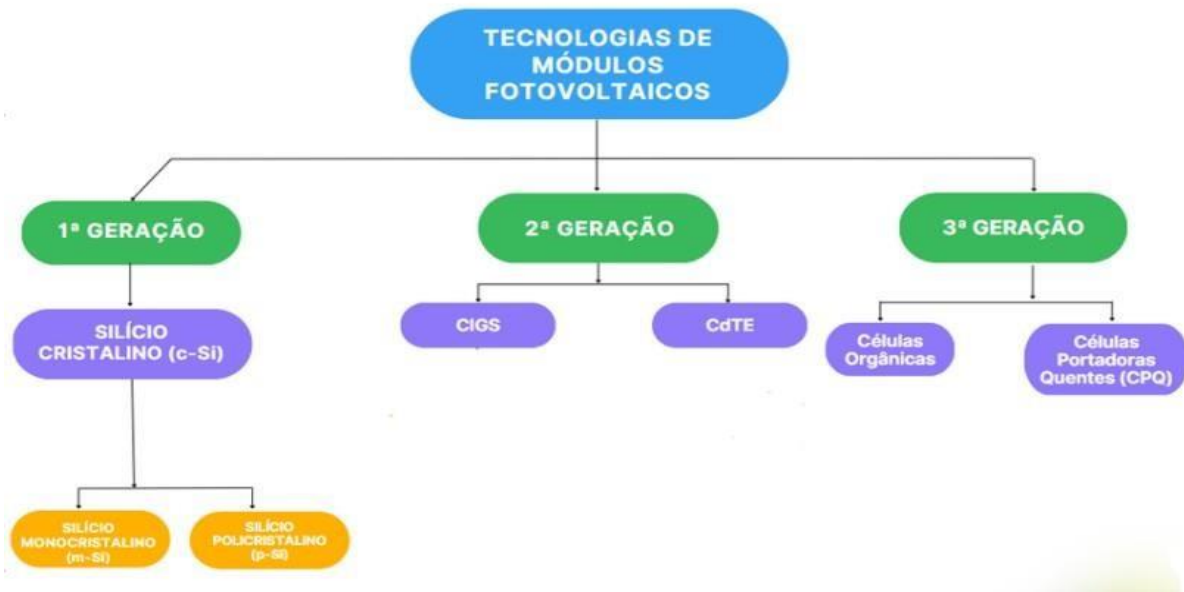 TECNOLOGIAS DE
MÓDULOS
FOTOVOLTAICOS
1ª GERAÇÃO
2ª GERAÇÃO
3ª GERAÇÃO
SILÍCIO
CRISTALINO (c-Si)
CIGS
CdTE
Células
Orgânicas
Células
Portadoras
Quentes (CPQ)
SILÍCIO
MONOCRISTALINO
(m-Si)
SILÍCIO
POLICRISTALINO
(p-Si)